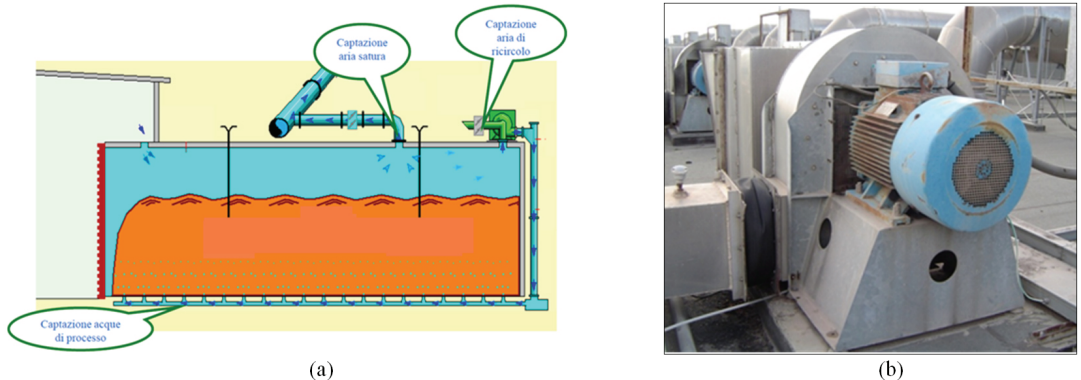 Captazione
aria satura
Captazione
aria di
ricircolo
Captazione acque
di processo
(a)
(b)